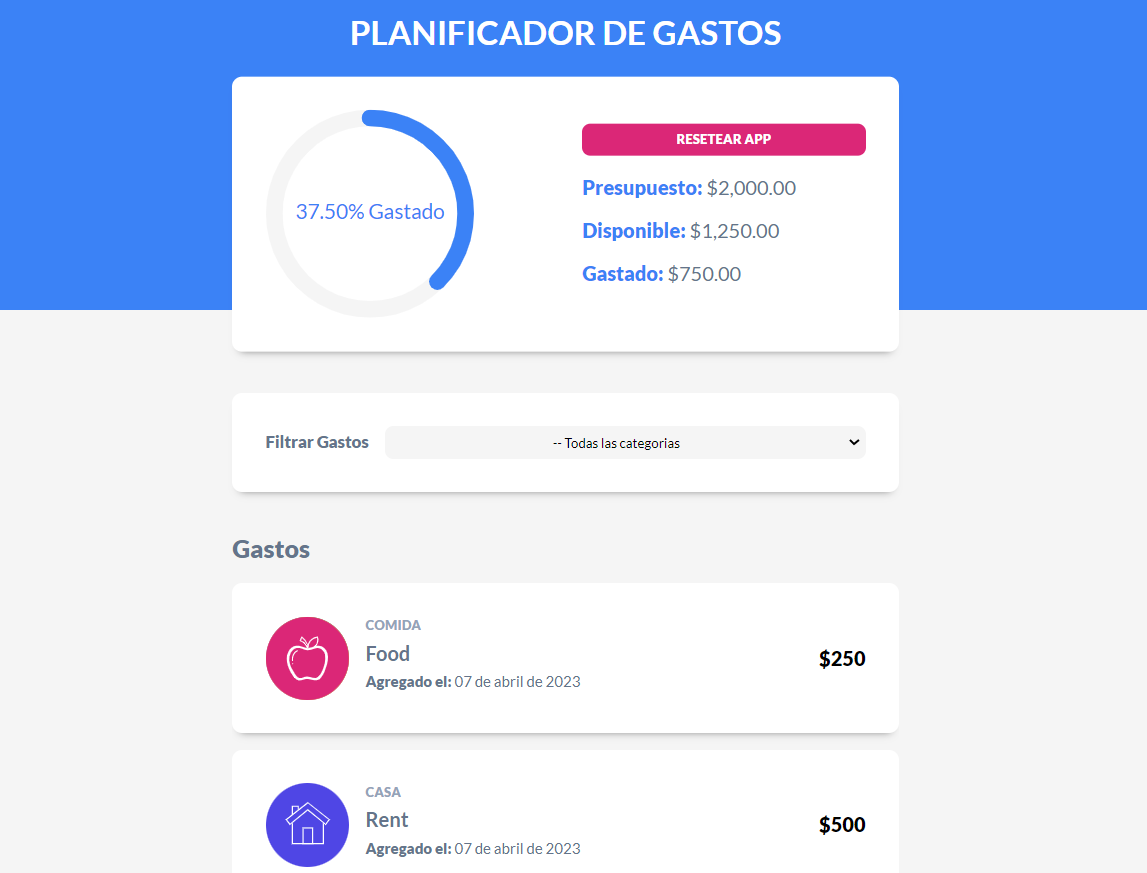 PLANIFICADOR DE GASTOS
37.50% Gastado
RESETEAR APP
Presupuesto: $2,000.00
Disponible: $1,250.00
Gastado: $750.00
Filtrar Gastos
-- Todas las categorias
Gastos
COMIDA
Food
Agregado el: 07 de abril de 2023
$250
CASA
Rent
Agregado el: 07 de abril de 2023
$500